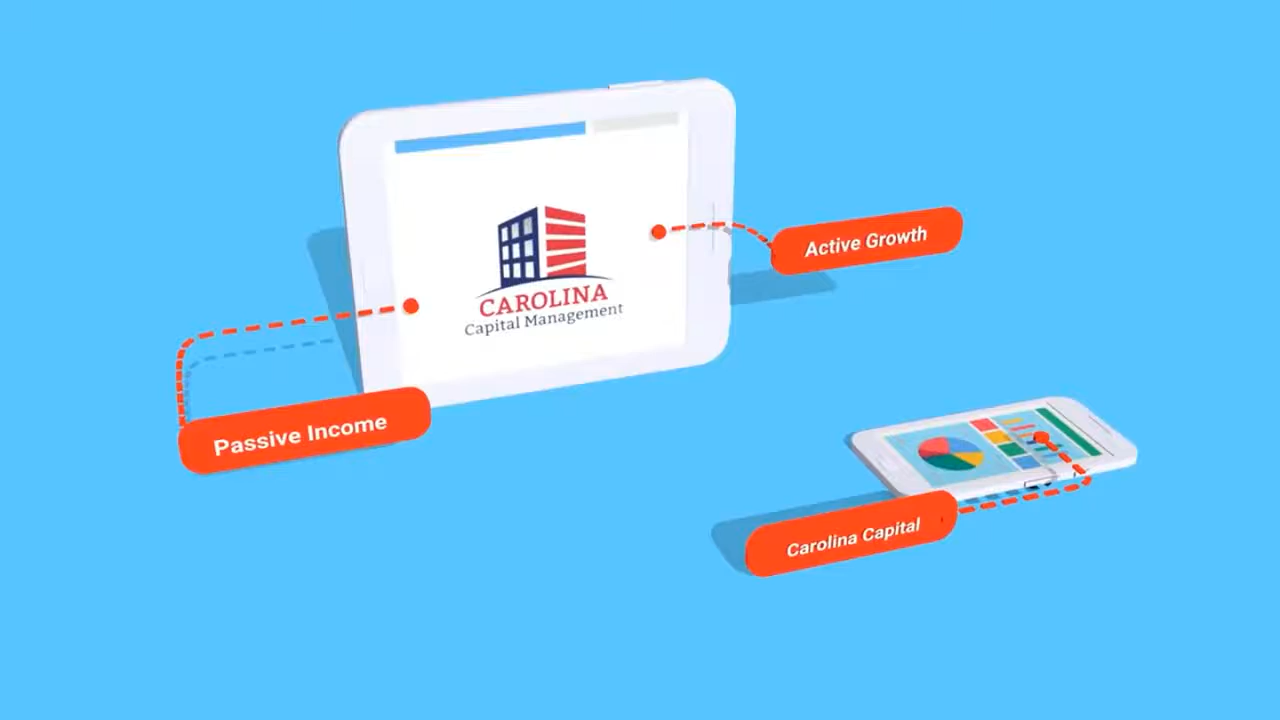 CAROLINA
Capital Management
Active Growth
Passive Income
Carolina Capital